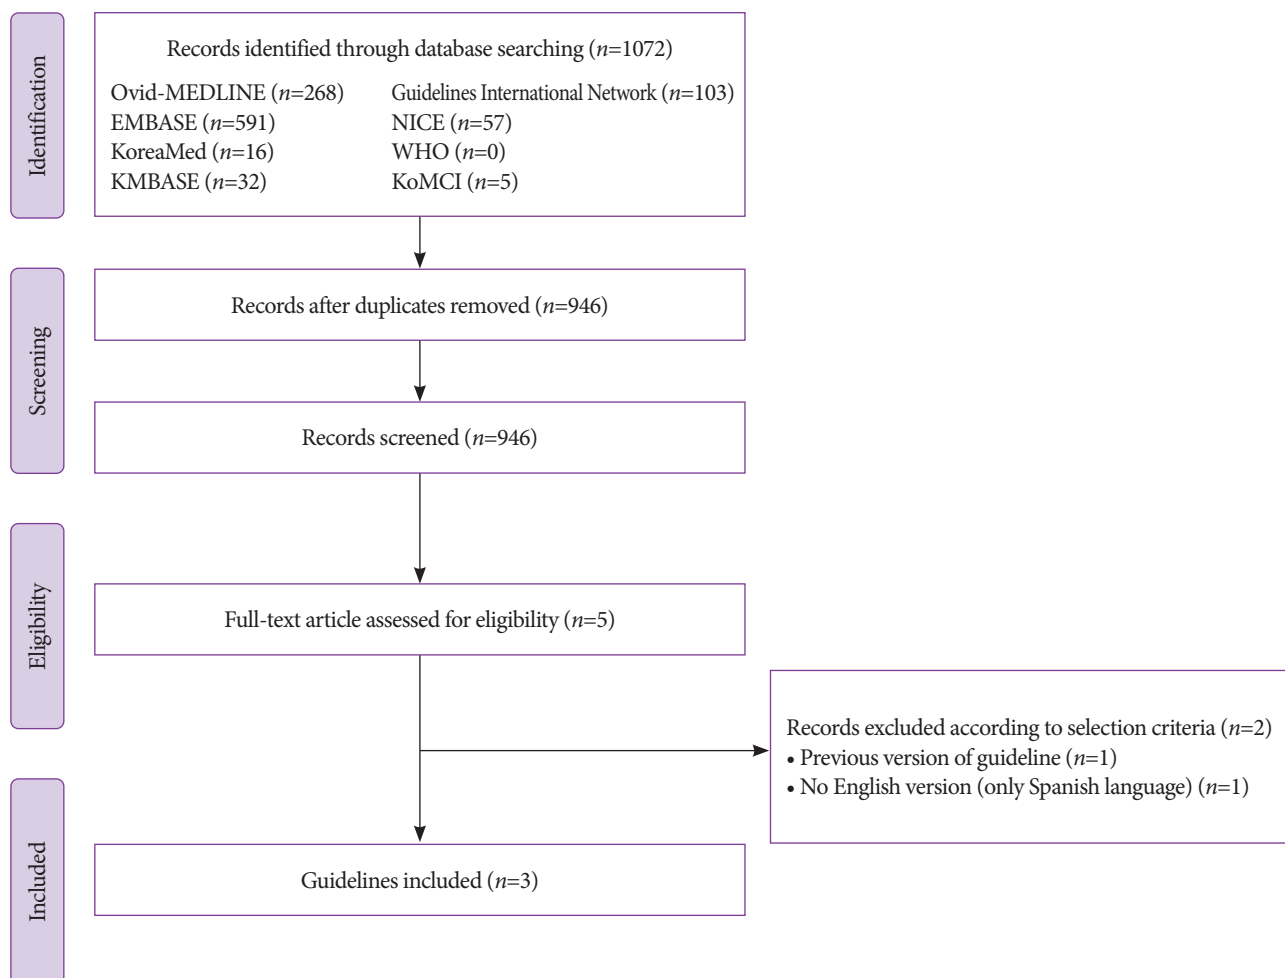 Identification
Records identified through database searching (n=1072)
Ovid-MEDLINE (n=268)
EMBASE (n=591)
KoreaMed (n=16)
KMBASE (n=32)
Guidelines International Network (n=103)
NICE (n=57)
WHO (n=0)
KoMCI (n=5)
Screening
Records after duplicates removed (n=946)
Records screened (n=946)
Eligibility
Full-text article assessed for eligibility (n=5)
Records excluded according to selection criteria (n=2)
• Previous version of guideline (n=1)
• No English version (only Spanish language) (n=1)
Included
Guidelines included (n=3)